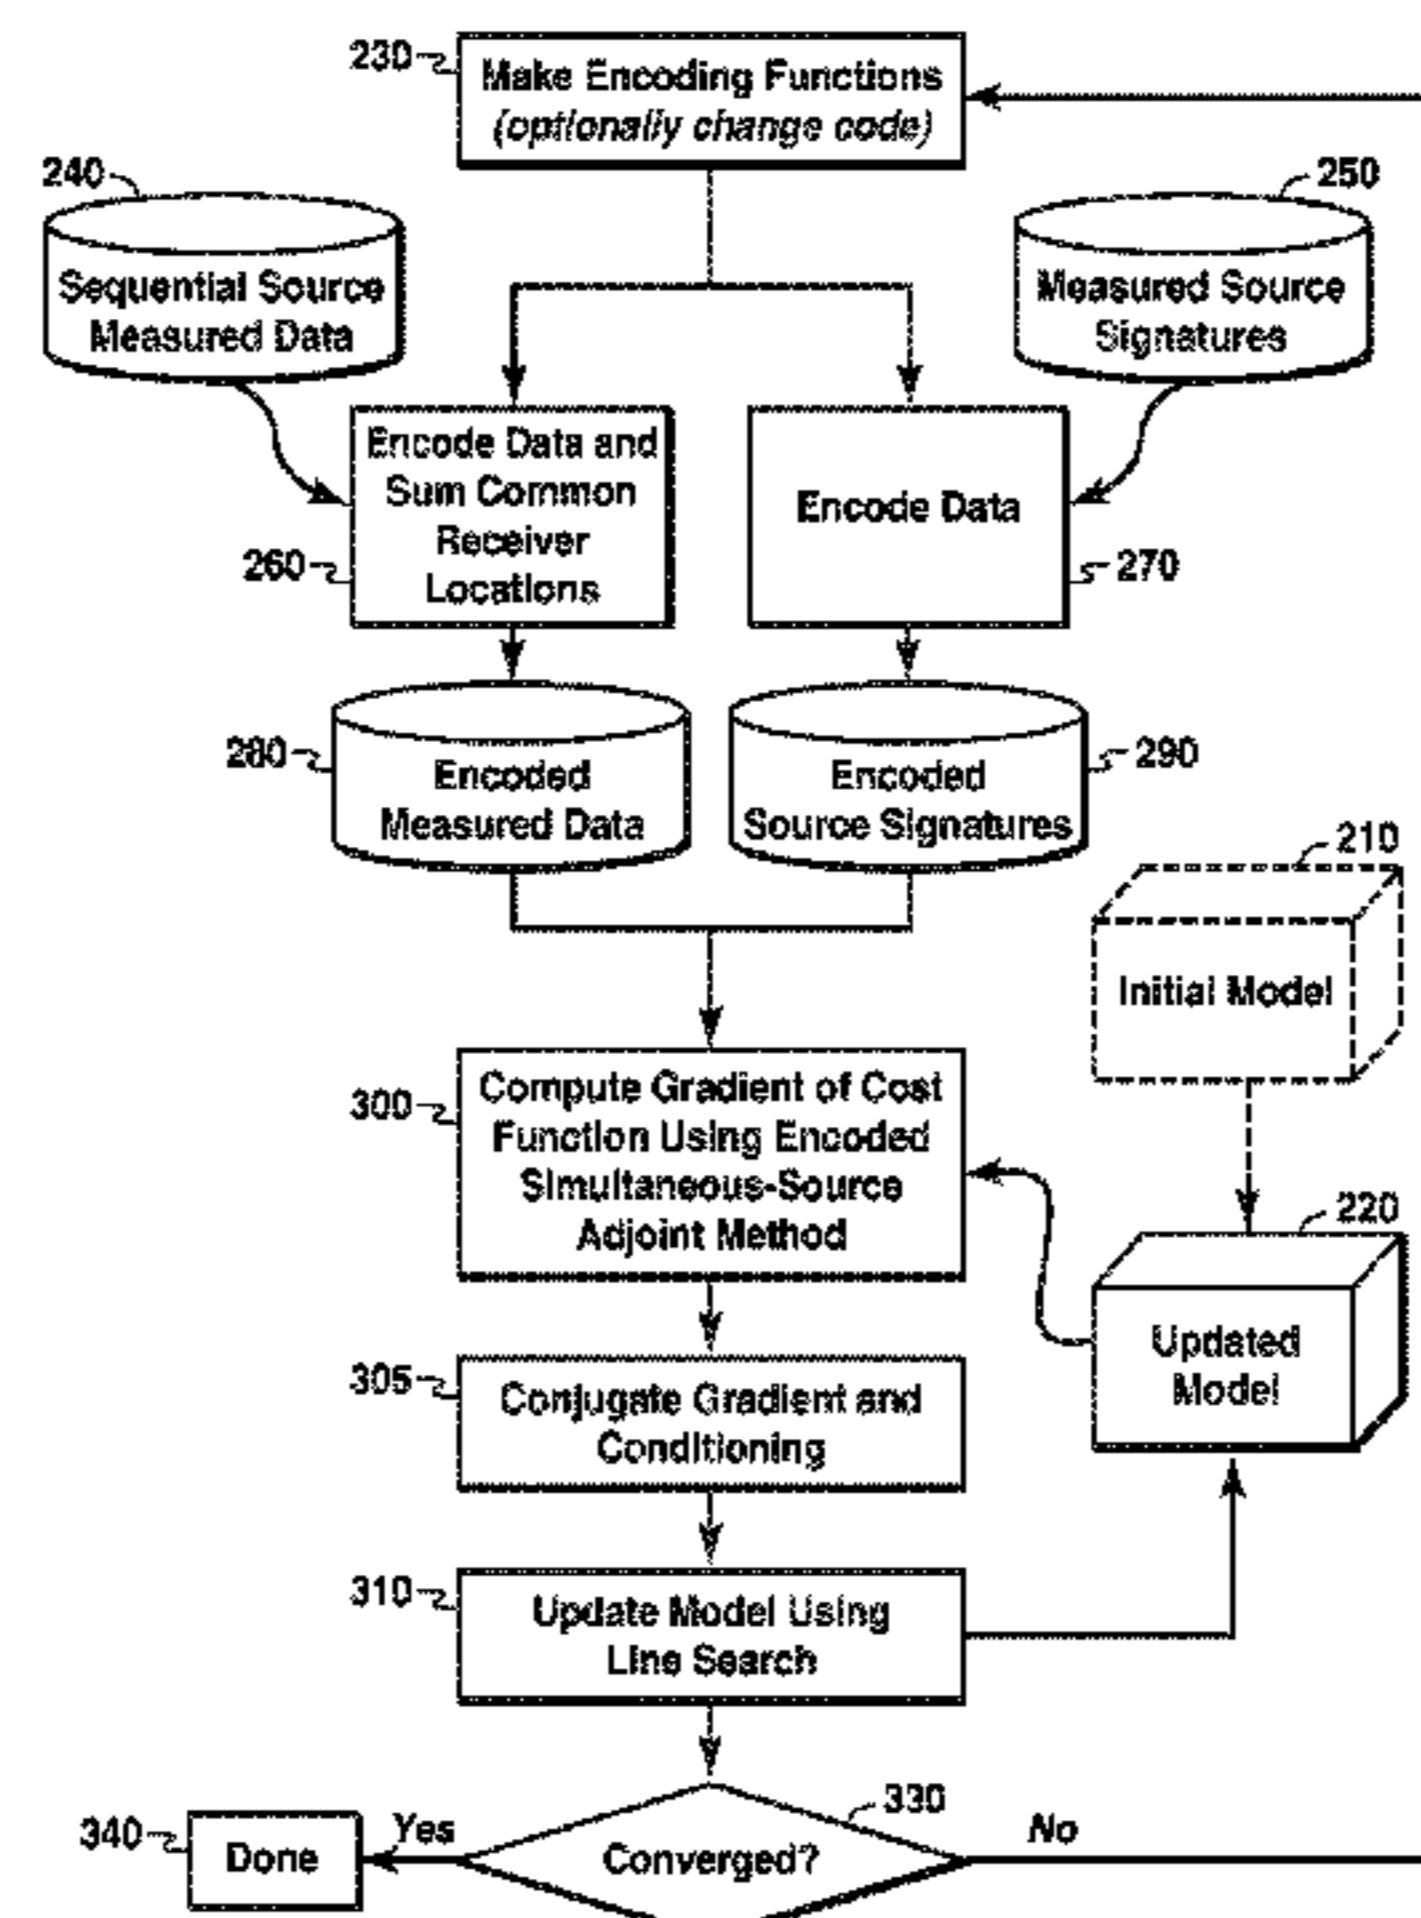 230
Make Encoding Functions
(optionally change code)
240
250
Sequential Source
Measured Data
Measured Source
Signatures
Encode Data and
Sum Common
Receiver
Locations
Encode Data
260
270
280
290
Encoded
Measured Data
Encoded
Source Signatures
210
Initial Model
300
Compute Gradient of Cost
Function Using Encoded
Simultaneous-Source
Adjoint Method
220
Updated
Model
305
Conjugate Gradient and
Conditioning
310
Update Model Using
Line Search
330
340
Done
Yes
Converged?
No